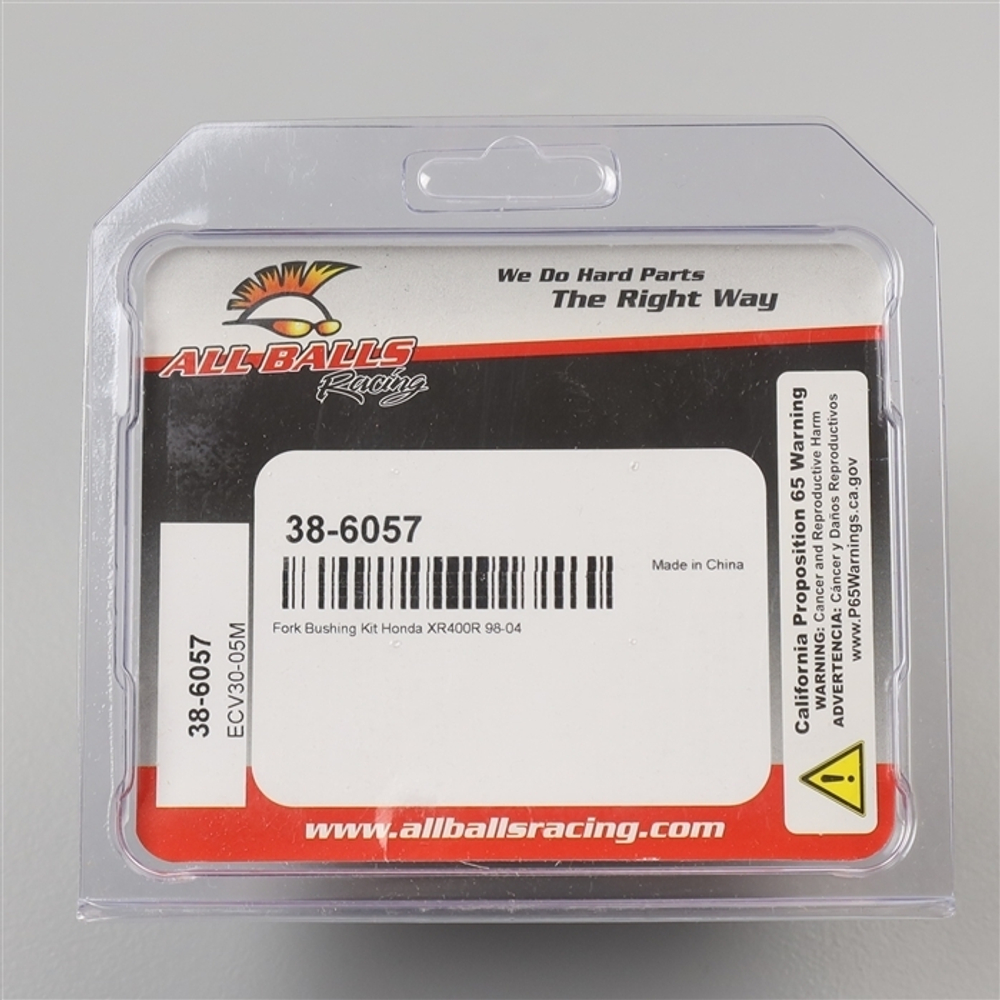 We Do Hard Parts
The Right Way
ALL BALLS
Racing
38-6057
Made in China
Fork Bushing Kit Honda XR400R 98-04
38-6057
ECV30-05M
California Proposition 65 Warning
WARNING: Cancer and Reproductive Harm
ADVERTENCIA: Cáncer y Daños Reproductivos
www.P65Warnings.ca.gov
www.allballsracing.com